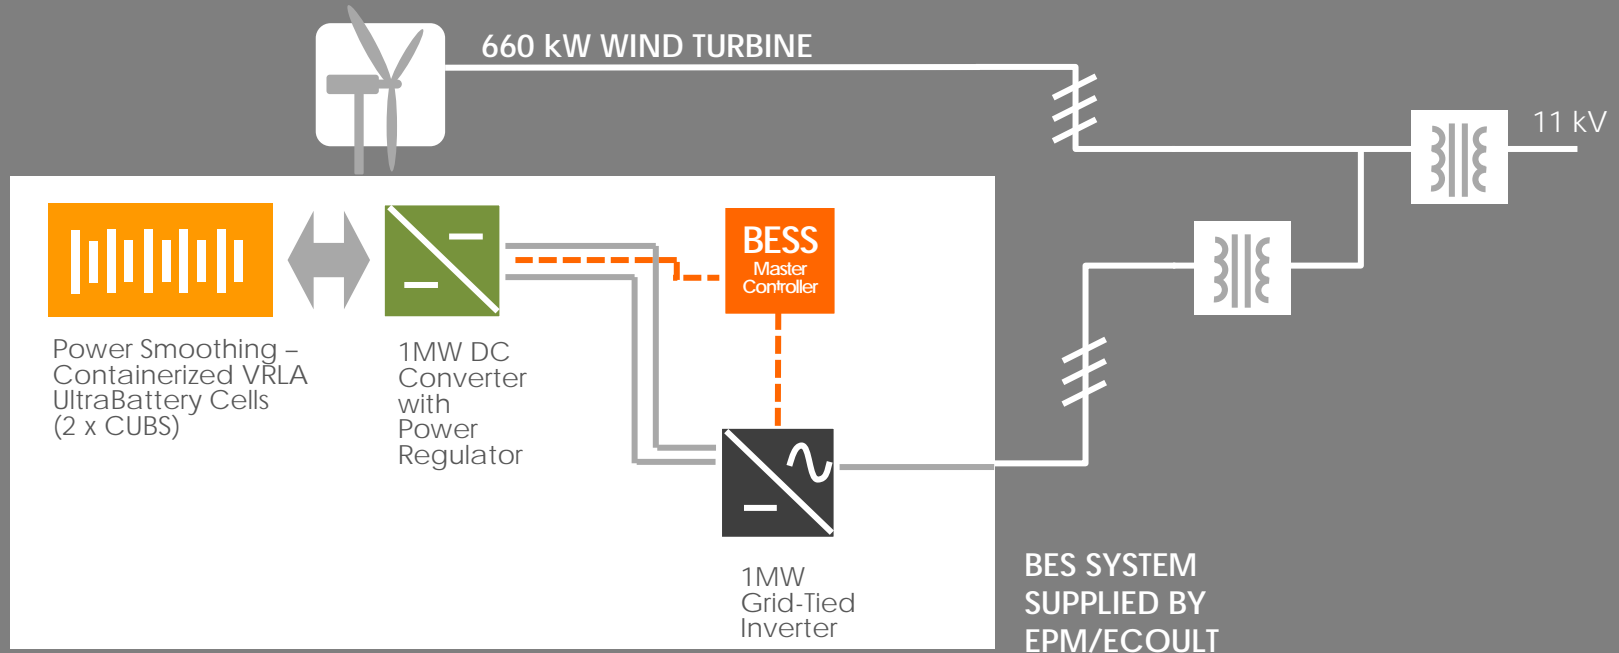 660 kW WIND TURBINE
11 kV
BESS
Master
Controller
Power Smoothing –
Containerized VRLA
UltraBattery Cells
(2 x CUBS)
1MW DC
Converter
with
Power
Regulator
1MW
Grid-Tied
Inverter
BES SYSTEM
SUPPLIED BY
EPM/ECOULT